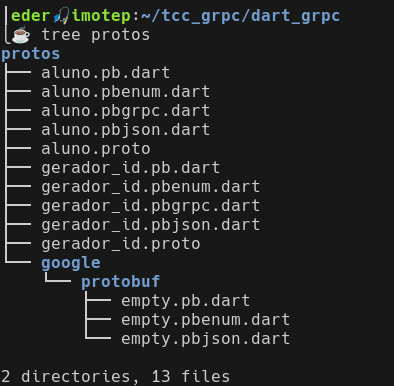 eder🎣imotep:~/tcc_grpc/dart_grpc
☕ tree protos
protos
├── aluno.pb.dart
├── aluno.pbenum.dart
├── aluno.pbgrpc.dart
├── aluno.pbjson.dart
├── aluno.proto
├── gerador_id.pb.dart
├── gerador_id.pbenum.dart
├── gerador_id.pbgrpc.dart
├── gerador_id.pbjson.dart
├── gerador_id.proto
└── google
    └── protobuf
        ├── empty.pb.dart
        ├── empty.pbenum.dart
        └── empty.pbjson.dart
2 directories, 13 files